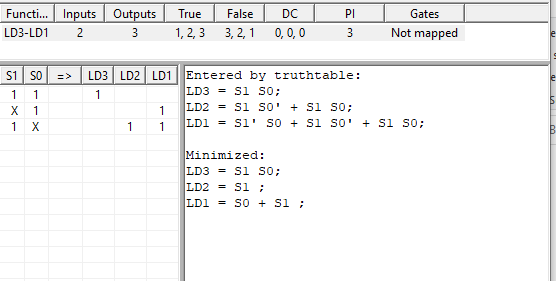 Functi... Inputs Outputs True False DC PI Gates
LD3-LD1 2 3 1, 2, 3 3, 2, 1 0, 0, 0 3 Not mapped
S1 S0 => LD3 LD2 LD1
1 1 1
X 1 1
1 X 1 1
Entered by truthtable:
LD3 = S1 S0;
LD2 = S1 S0' + S1 S0;
LD1 = S1' S0 + S1 S0' + S1 S0;
Minimized:
LD3 = S1 S0;
LD2 = S1 ;
LD1 = S0 + S1 ;